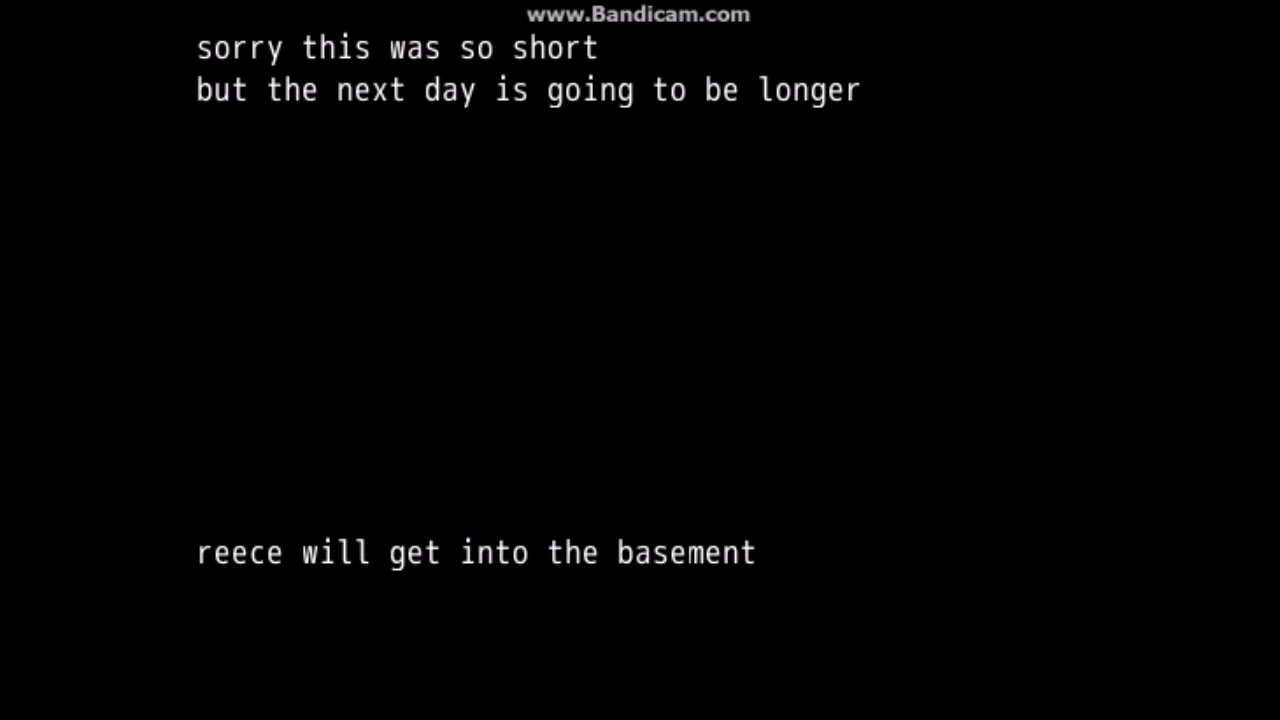 www.Bandicam.com
sorry this was so short
but the next day is going to be longer
reece will get into the basement